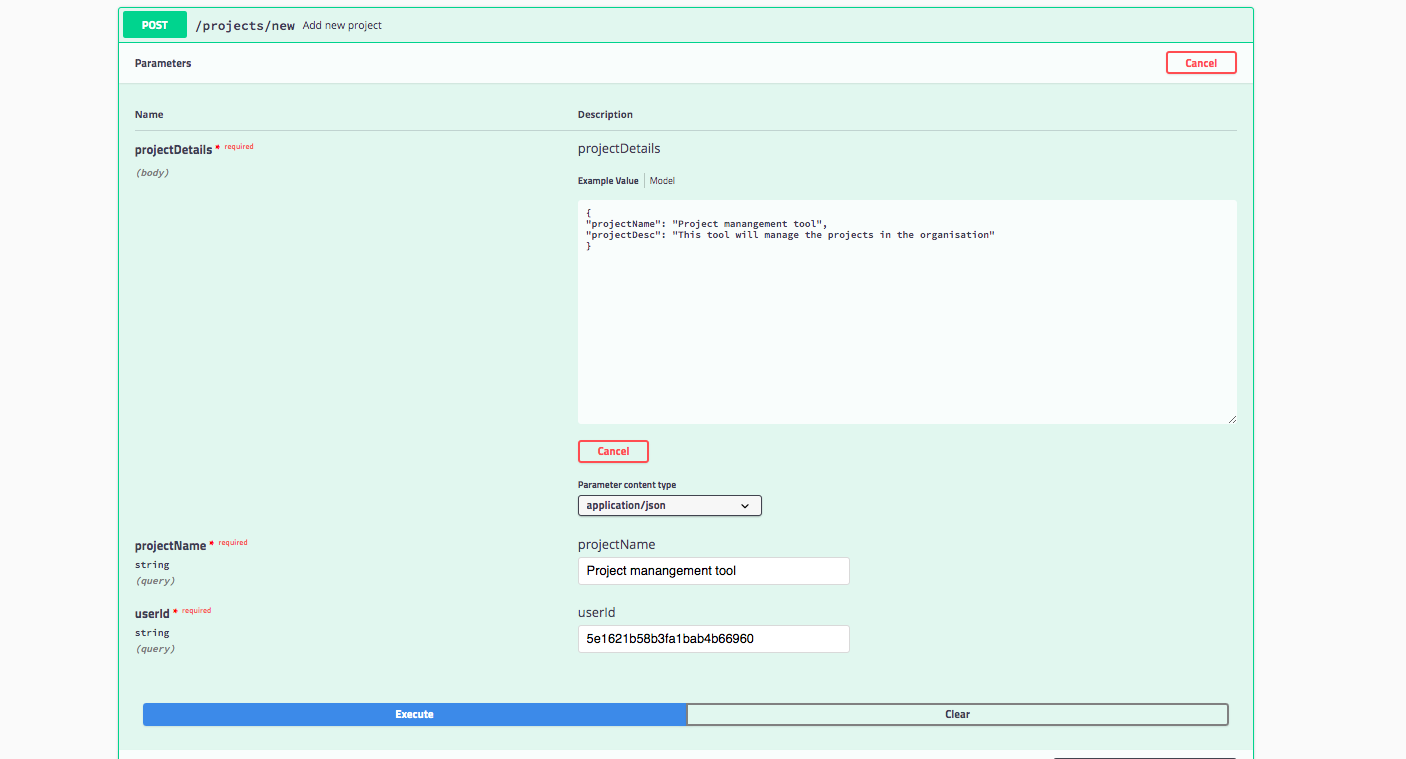 POST /projects/new Add new project
Parameters Cancel
Name Description
projectDetails * required projectDetails
(body)
Example Value Model
{
"projectName": "Project manangement tool",
"projectDesc": "This tool will manage the projects in the organisation"
}
Cancel
Parameter content type
application/json
projectName * required projectName
string
(query)
Project manangement tool
userId * required userId
string
(query)
5e1621b58b3fa1bab4b66960
Execute Clear